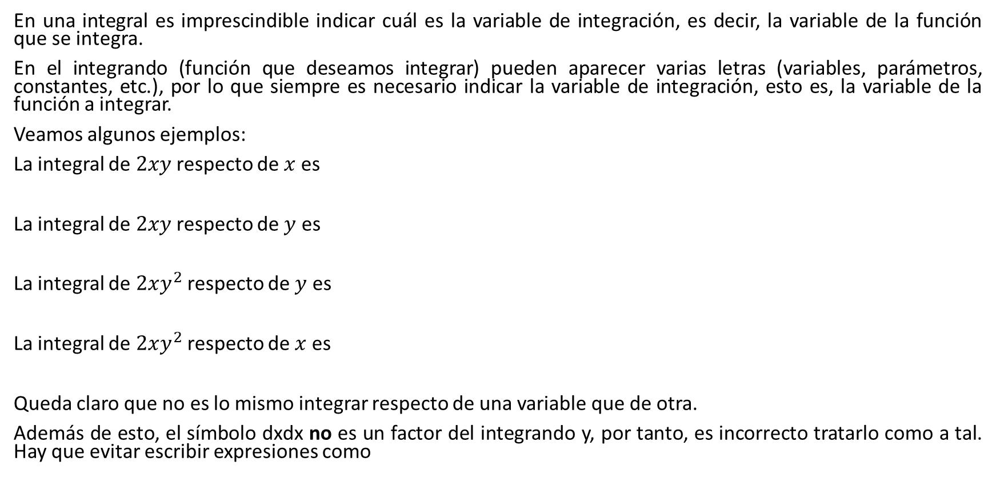 En una integral es imprescindible indicar cuál es la variable de integración, es decir, la variable de la función
que se integra.
En el integrando (función que deseamos integrar) pueden aparecer varias letras (variables, parámetros,
constantes, etc.), por lo que siempre es necesario indicar la variable de integración, esto es, la variable de la
función a integrar.
Veamos algunos ejemplos:
La integral de 2xy respecto de x es
La integral de 2xy respecto de y es
La integral de 2xy² respecto de y es
La integral de 2xy² respecto de x es
Queda claro que no es lo mismo integrar respecto de una variable que de otra.
Además de esto, el símbolo dxdx no es un factor del integrando y, por tanto, es incorrecto tratarlo como a tal.
Hay que evitar escribir expresiones como